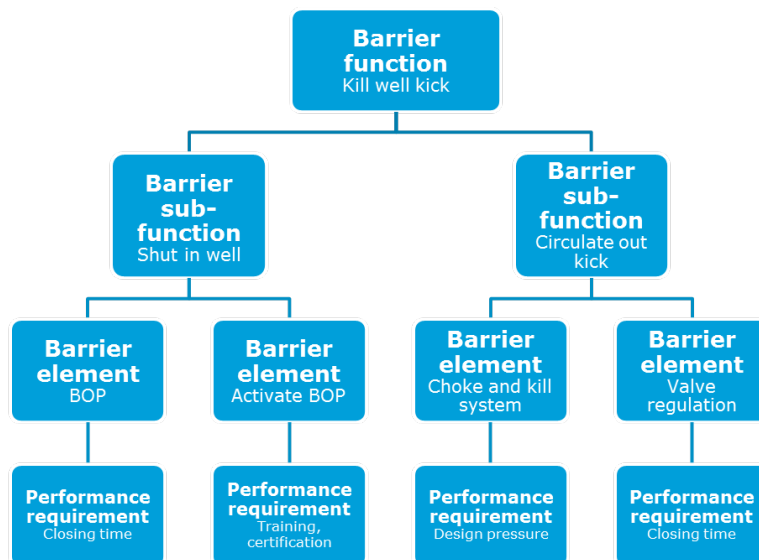 Barrier
function
Kill well kick
Barrier
sub-
function
Shut in well
Barrier
sub-
function
Circulate out
kick
Barrier
element
BOP
Barrier
element
Activate BOP
Barrier
element
Choke and kill
system
Barrier
element
Valve
regulation
Performance
requirement
Closing time
Performance
requirement
Training,
certification
Performance
requirement
Design pressure
Performance
requirement
Closing time